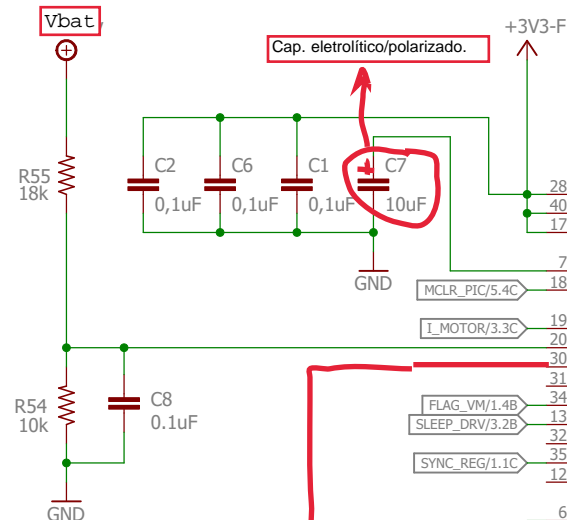 Vbat
+3V3-F
Cap. eletrolítico/polarizado.
R55
18k
C2
0,1uF
C6
0,1uF
C1
0,1uF
C7
10uF
GND
28
40
17
7
MCLR_PIC/5.4C
18
I_MOTOR/3.3C
19
20
30
31
FLAG_VM/1.4B
34
SLEEP_DRV/3.2B
13
32
SYNC_REG/1.1C
35
12
6
R54
10k
C8
0.1uF
GND